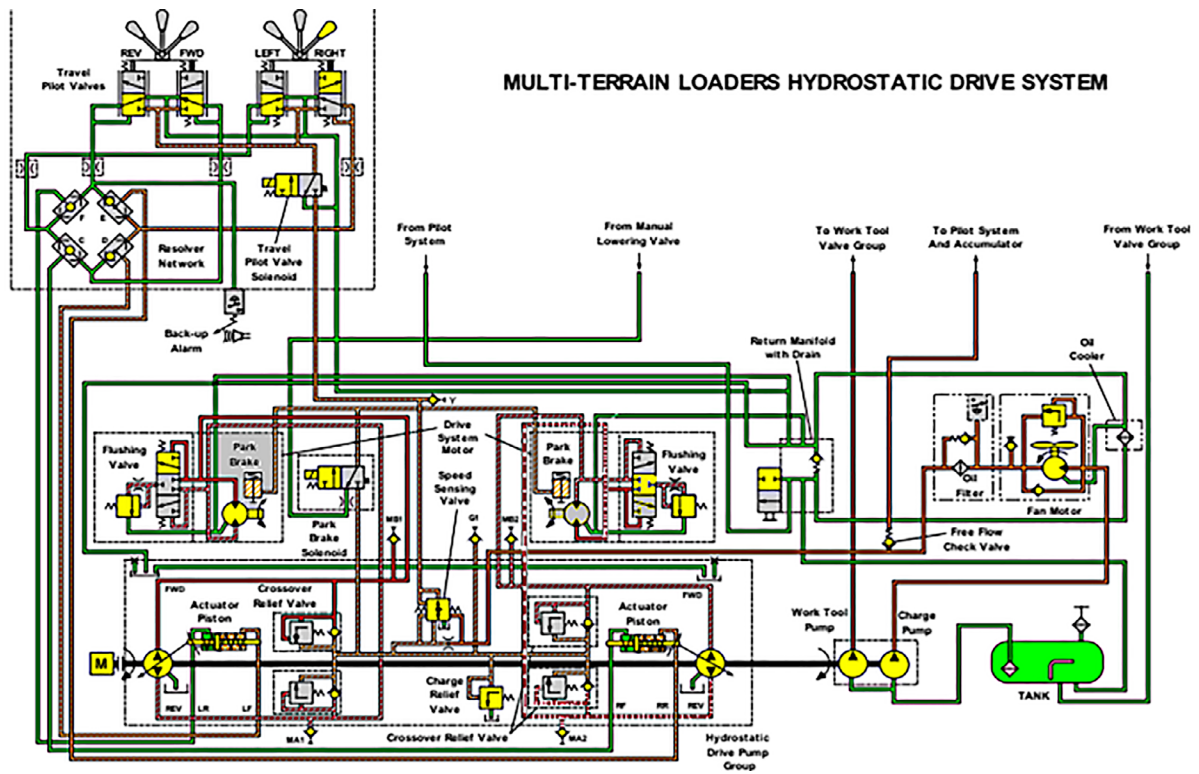 REV FWD LEFT RIGHT
Travel
Pilot Valves
MULTI-TERRAIN LOADERS HYDROSTATIC DRIVE SYSTEM
F E
C D
Resolver
Network
Travel
Pilot Valve
Solenoid
Back-up
Alarm
From Pilot
System
From Manual
Lowering Valve
To Work Tool
Valve Group
To Pilot System
And Accumulator
From Work Tool
Valve Group
Return Manifold
with Drain
Oil
Cooler
Y
Flushing
Valve
Park
Brake
Drive
System
Motor
Park
Brake
Flushing
Valve
Speed
Sensing
Valve
Park
Brake
Solenoid
MB1
G1
MB2
Oil
Filter
Fan Motor
Free Flow
Check Valve
FWD
Crossover
Relief Valve
Actuator
Piston
Actuator
Piston
FWD
Work Tool
Pump
Charge
Pump
M
Charge
Relief
Valve
REV LR LF
RF RR REV
TANK
MA1
Crossover Relief Valve
MA2
Hydrostatic
Drive Pump
Group